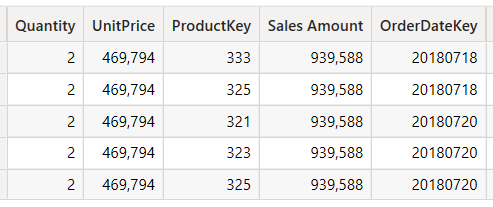 Quantity UnitPrice ProductKey Sales Amount OrderDateKey
2 469,794 333 939,588 20180718
2 469,794 325 939,588 20180718
2 469,794 321 939,588 20180720
2 469,794 323 939,588 20180720
2 469,794 325 939,588 20180720